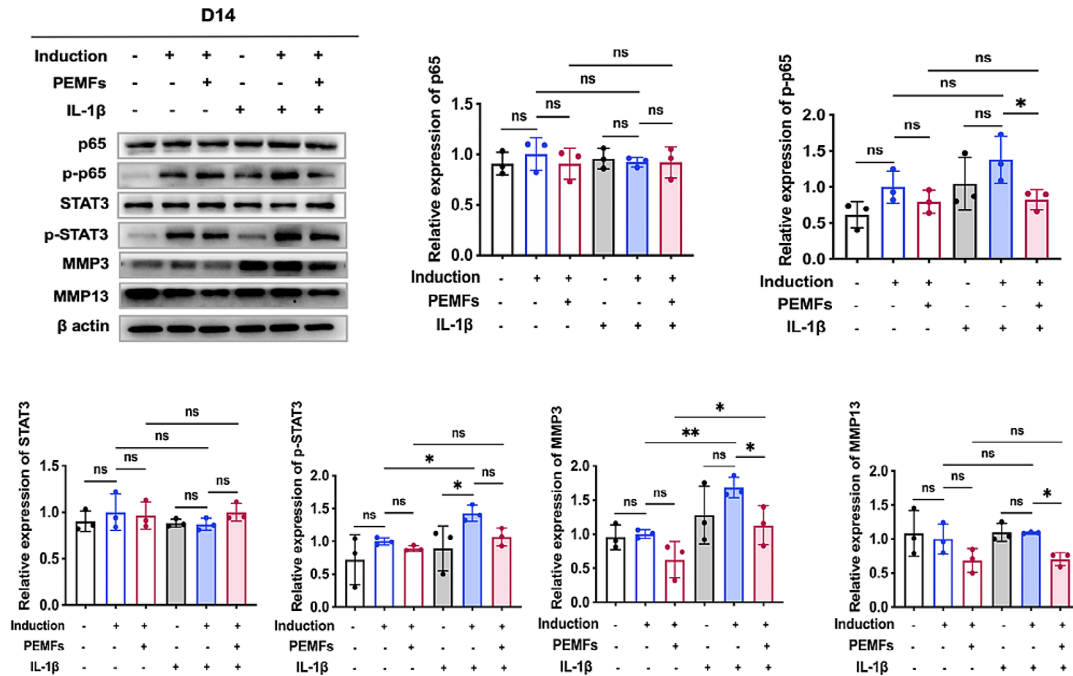 D14
Induction - + + - + +
PEMFs - - + - - +
IL-1β - - - + + +
p65
p-p65
STAT3
p-STAT3
MMP3
MMP13
β actin
Relative expression of p65
ns
ns
ns
ns
ns
ns
1.5
1.0
0.5
0.0
Induction - + + - + +
PEMFs - - + - - +
IL-1β - - - + + +
Relative expression of p-p65
ns
ns
ns
ns
ns
*
2.0
1.5
1.0
0.5
0.0
Induction - + + - + +
PEMFs - - + - - +
IL-1β - - - + + +
Relative expression of STAT3
ns
ns
ns
ns
ns
ns
1.5
1.0
0.5
0.0
Induction - + + - + +
PEMFs - - + - - +
IL-1β - - - + + +
Relative expression of p-STAT3
ns
*
ns
ns
*
ns
2.0
1.5
1.0
0.5
0.0
Induction - + + - + +
PEMFs - - + - - +
IL-1β - - - + + +
Relative expression of MMP3
*
**
ns
ns
ns
*
2.0
1.5
1.0
0.5
0.0
Induction - + + - + +
PEMFs - - + - - +
IL-1β - - - + + +
Relative expression of MMP13
ns
ns
ns
ns
ns
*
2.0
1.5
1.0
0.5
0.0
Induction - + + - + +
PEMFs - - + - - +
IL-1β - - - + + +